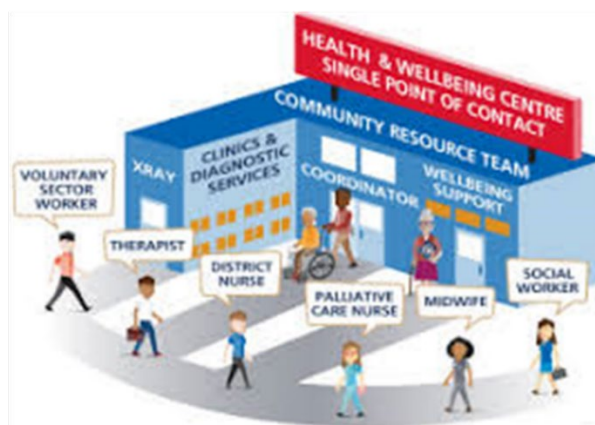 HEALTH & WELLBEING CENTRE
SINGLE POINT OF CONTACT
COMMUNITY RESOURCE TEAM
XRAY
CLINICS &
DIAGNOSTIC
SERVICES
COORDINATOR
WELLBEING
SUPPORT
VOLUNTARY
SECTOR
WORKER
THERAPIST
DISTRICT
NURSE
PALLIATIVE
CARE NURSE
MIDWIFE
SOCIAL
WORKER